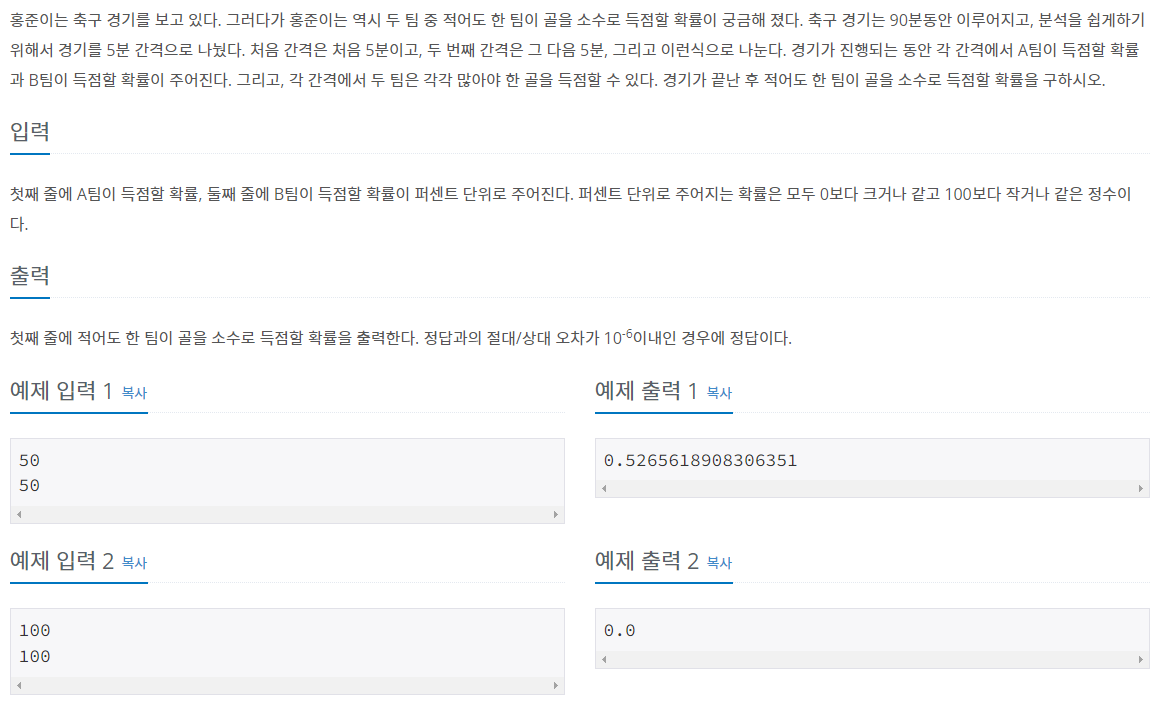 홍준이는 축구 경기를 보고 있다. 그러다가 홍준이는 역시 두 팀 중 적어도 한 팀이 골을 소수로 득점할 확률이 궁금해 졌다. 축구 경기는 90분동안 이루어지고, 분석을 쉽게하기
위해서 경기를 5분 간격으로 나눴다. 처음 간격은 처음 5분이고, 두 번째 간격은 그 다음 5분, 그리고 이런식으로 나눈다. 경기가 진행되는 동안 각 간격에서 A팀이 득점할 확률
과 B팀이 득점할 확률이 주어진다. 그리고, 각 간격에서 두 팀은 각각 많아야 한 골을 득점할 수 있다. 경기가 끝난 후 적어도 한 팀이 골을 소수로 득점할 확률을 구하시오.
입력
첫째 줄에 A팀이 득점할 확률, 둘째 줄에 B팀이 득점할 확률이 퍼센트 단위로 주어진다. 퍼센트 단위로 주어지는 확률은 모두 0보다 크거나 같고 100보다 작거나 같은 정수이
다.
출력
첫째 줄에 적어도 한 팀이 골을 소수로 득점할 확률을 출력한다. 정답과의 절대/상대 오차가 10-6이내인 경우에 정답이다.
예제 입력 1 복사
50
50
예제 출력 1 복사
0.5265618908306351
예제 입력 2 복사
100
100
예제 출력 2 복사
0.0